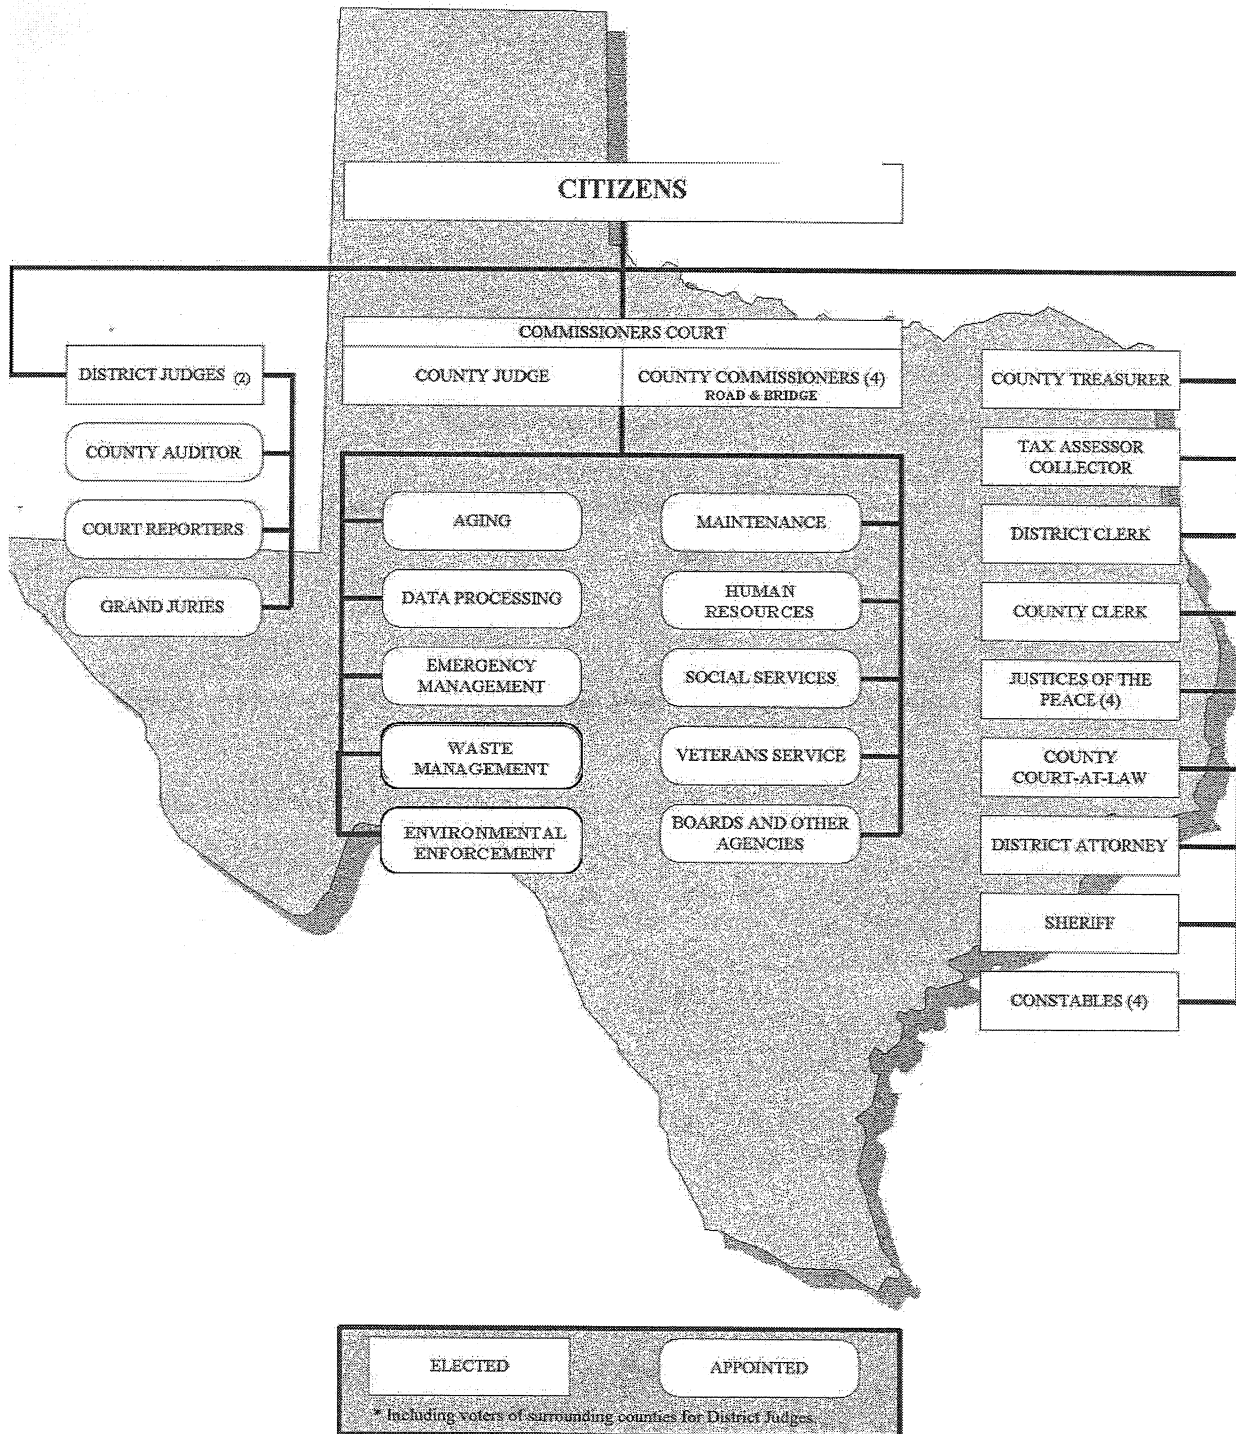 CITIZENS
COMMISSIONERS COURT
COUNTY JUDGE
COUNTY COMMISSIONERS (4)
ROAD & BRIDGE
DISTRICT JUDGES (2)
COUNTY AUDITOR
COURT REPORTERS
GRAND JURIES
AGING
DATA PROCESSING
EMERGENCY
MANAGEMENT
WASTE
MANAGEMENT
ENVIRONMENTAL
ENFORCEMENT
MAINTENANCE
HUMAN
RESOURCES
SOCIAL SERVICES
VETERANS SERVICE
BOARDS AND OTHER
AGENCIES
COUNTY TREASURER
TAX ASSESSOR
COLLECTOR
DISTRICT CLERK
COUNTY CLERK
JUSTICES OF THE
PEACE (4)
COUNTY
COURT-AT-LAW
DISTRICT ATTORNEY
SHERIFF
CONSTABLES (4)
ELECTED
APPOINTED
* Including voters of surrounding counties for District Judges.